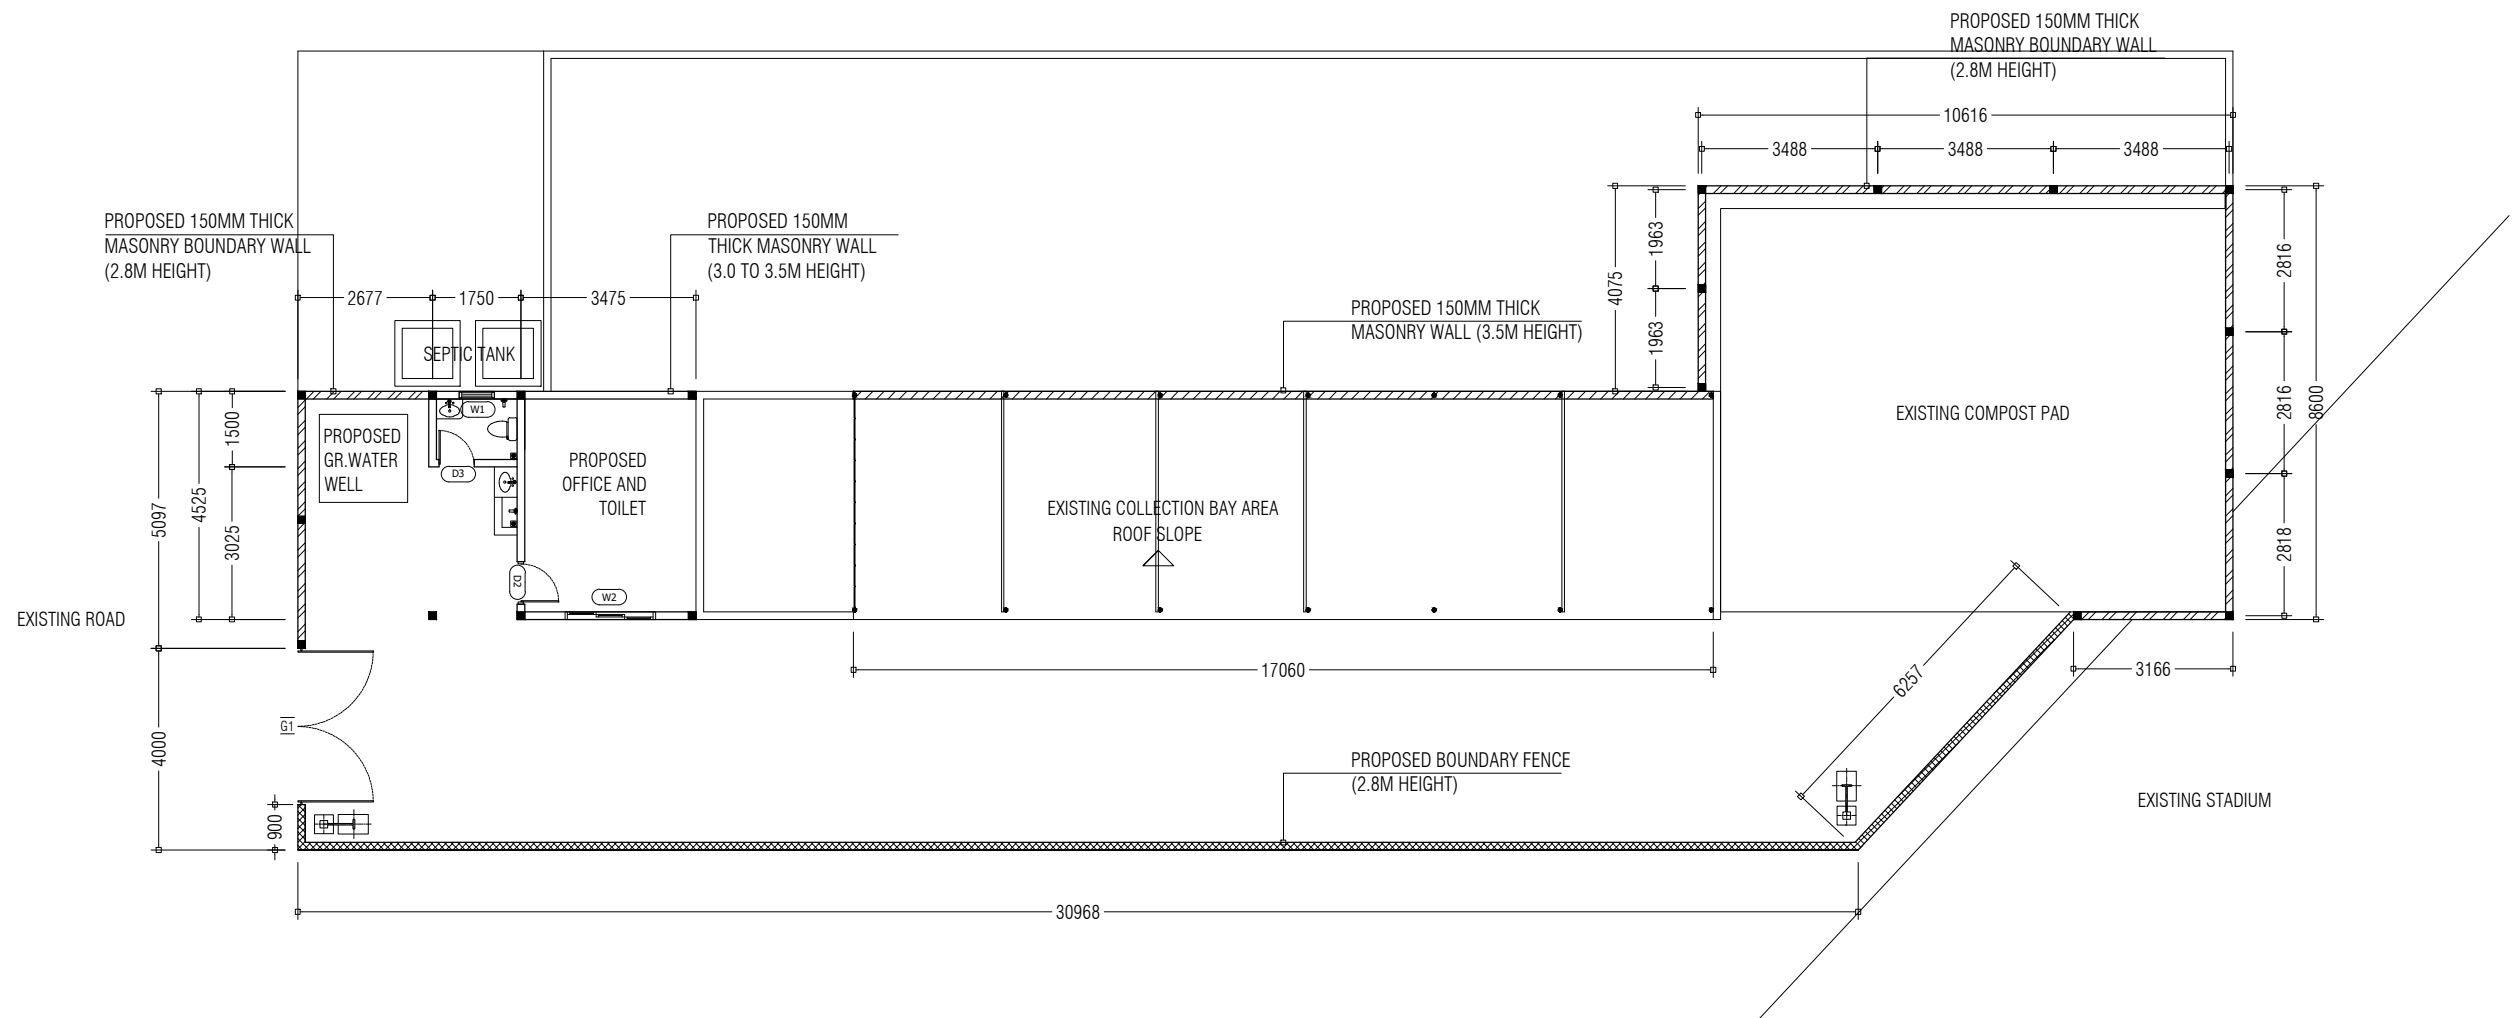 PROPOSED 150MM THICK
MASONRY BOUNDARY WALL
(2.8M HEIGHT)
10616
3488
3488
3488
PROPOSED 150MM THICK
MASONRY BOUNDARY WALL
(2.8M HEIGHT)
PROPOSED 150MM
THICK MASONRY WALL
(3.0 TO 3.5M HEIGHT)
2677
1750
3475
PROPOSED 150MM THICK
MASONRY WALL (3.5M HEIGHT)
4075
1963
1963
2816
2816
2818
8600
SEPTIC TANK
W1
D3
PROPOSED
GR.WATER
WELL
PROPOSED
OFFICE AND
TOILET
D2
W2
EXISTING COLLECTION BAY AREA
ROOF SLOPE
EXISTING COMPOST PAD
5097
4525
1500
3025
EXISTING ROAD
17060
6257
3166
G1
4000
900
PROPOSED BOUNDARY FENCE
(2.8M HEIGHT)
EXISTING STADIUM
30968